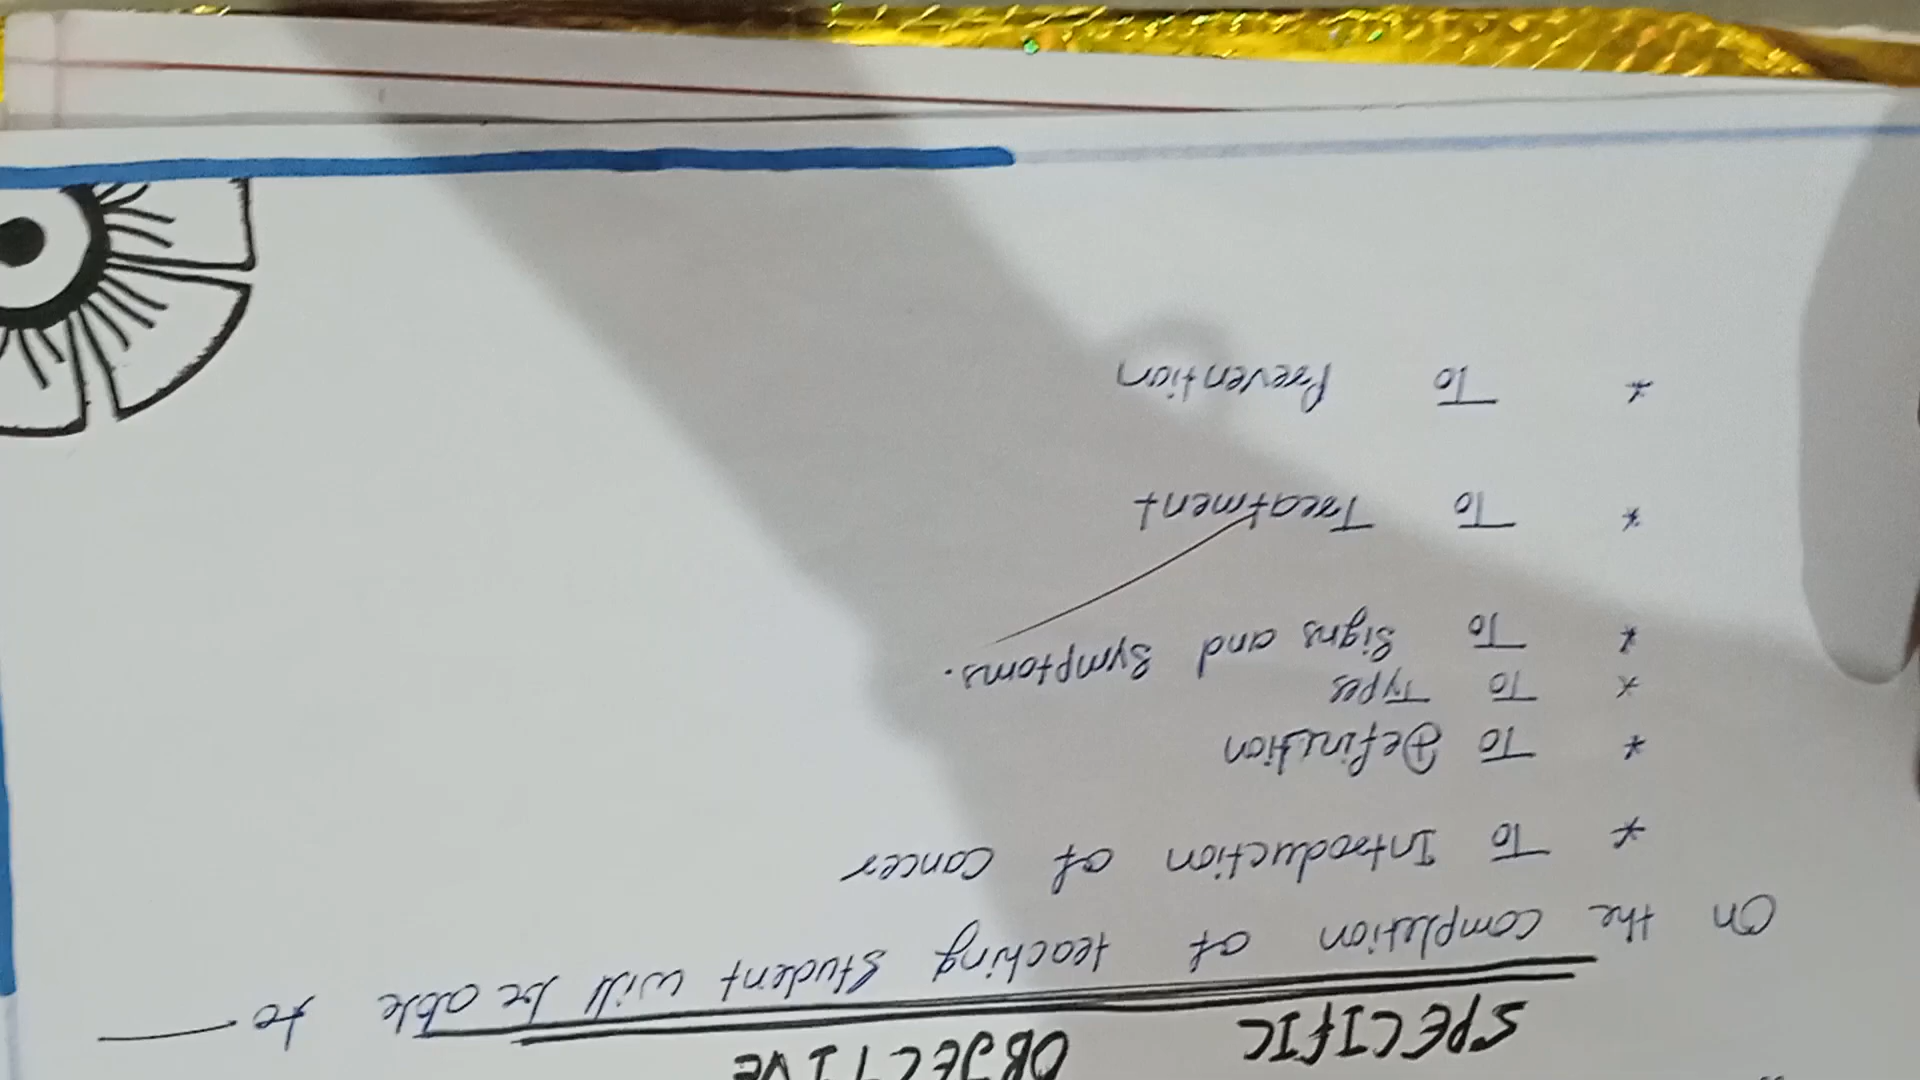 SPECIFIC OBJECTIVE
On the completion of teaching student will be able to
* To Introduction of cancer
* To Definition
* To Types
* To Signs and Symptoms.
* To Treatment
* To Prevention